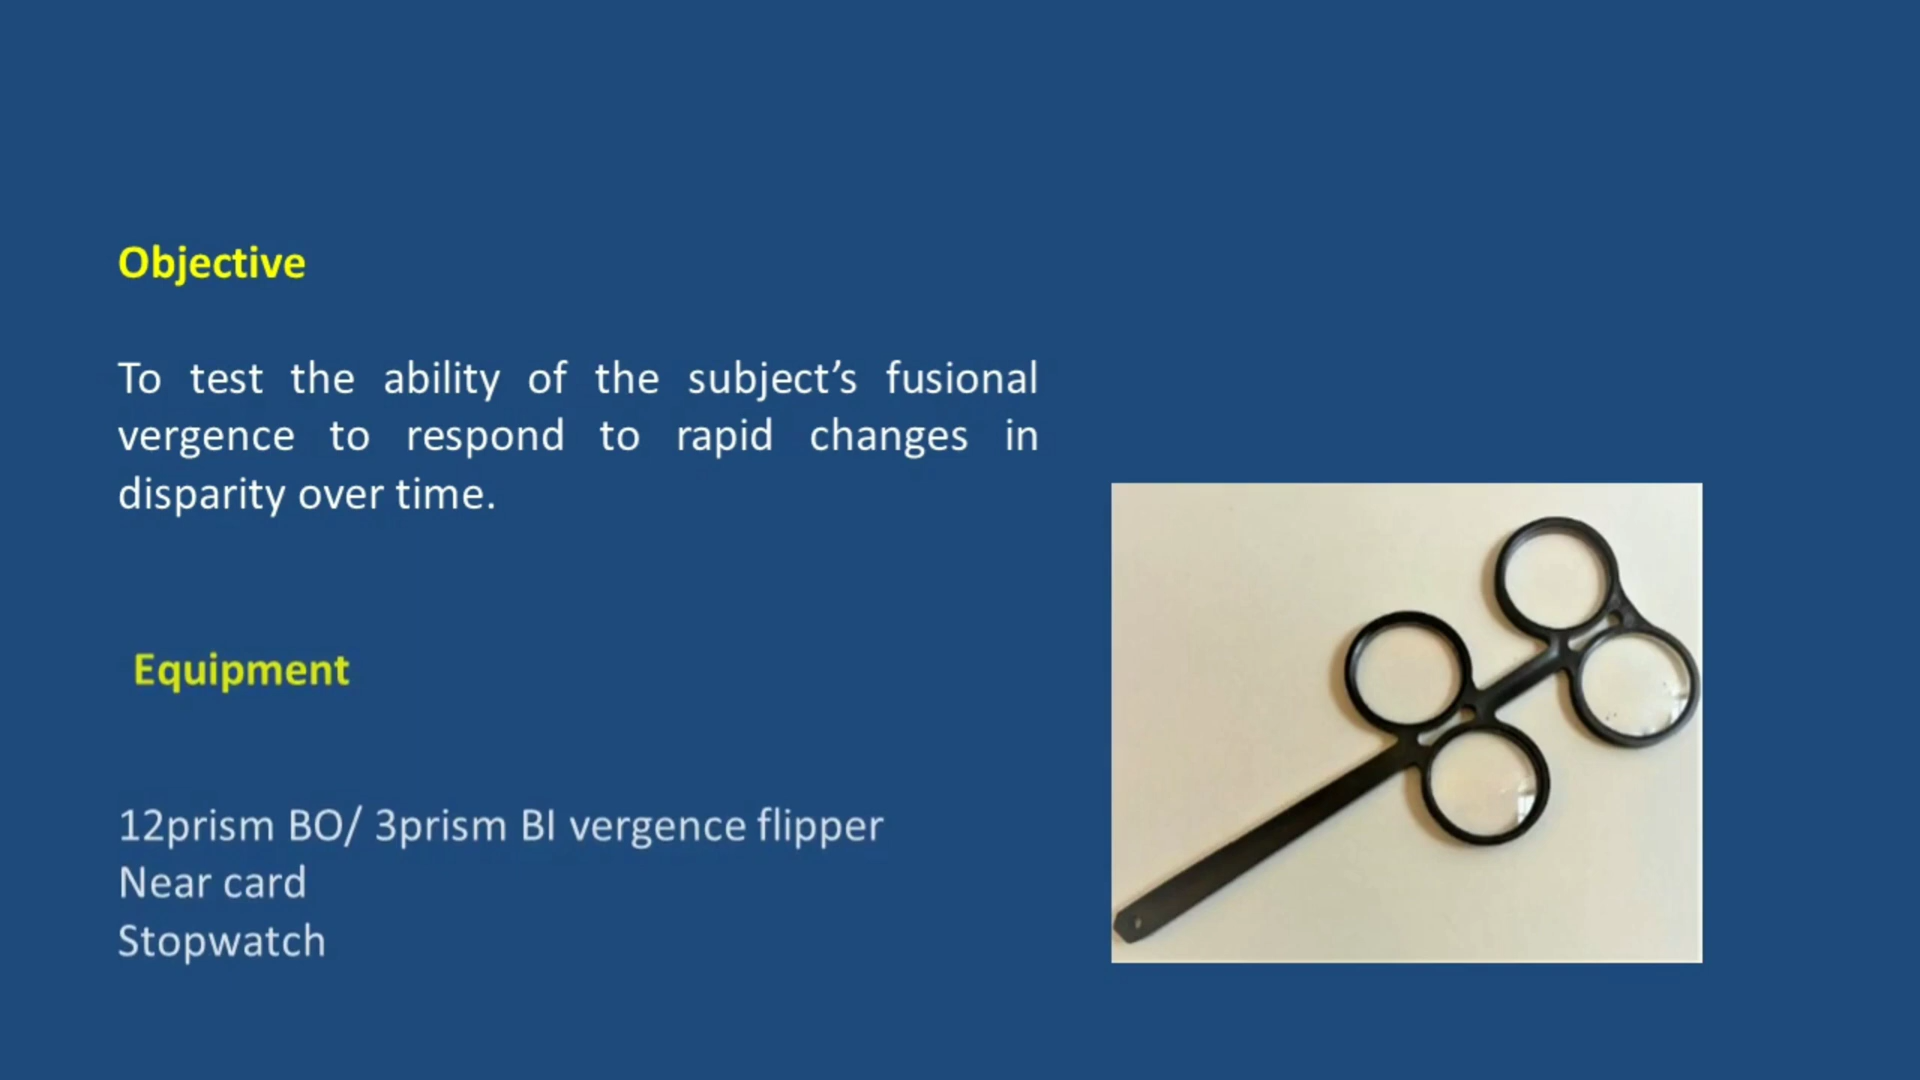 Objective
To test the ability of the subject’s fusional
vergence to respond to rapid changes in
disparity over time.
Equipment
12prism BO/ 3prism BI vergence flipper
Near card
Stopwatch